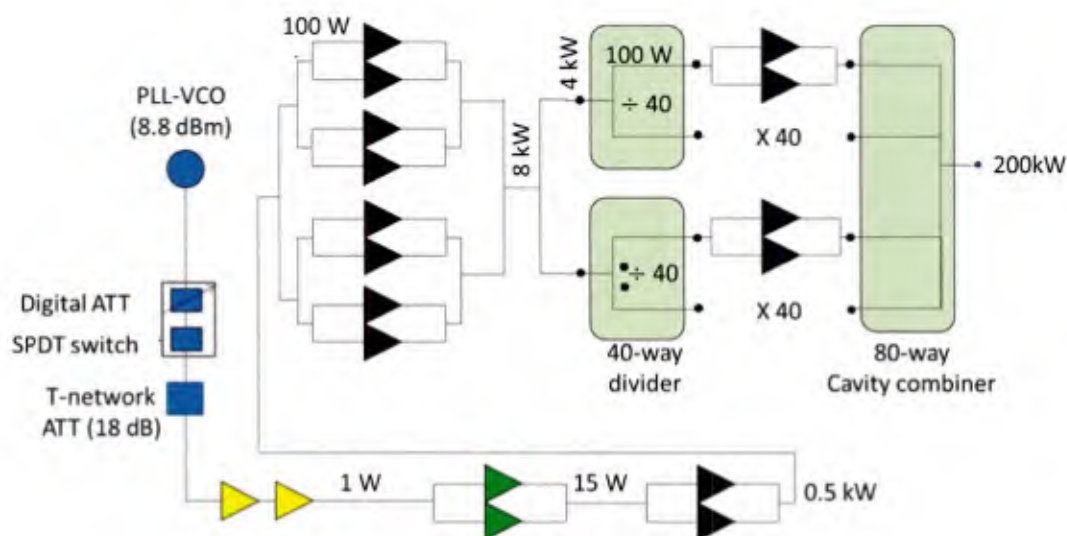 100 W
PLL-VCO
(8.8 dBm)
Digital ATT
SPDT switch
T-network
ATT (18 dB)
1 W
15 W
0.5 kW
8 kW
4 kW
100 W
÷ 40
÷ 40
40-way
divider
X 40
X 40
80-way
Cavity combiner
200kW